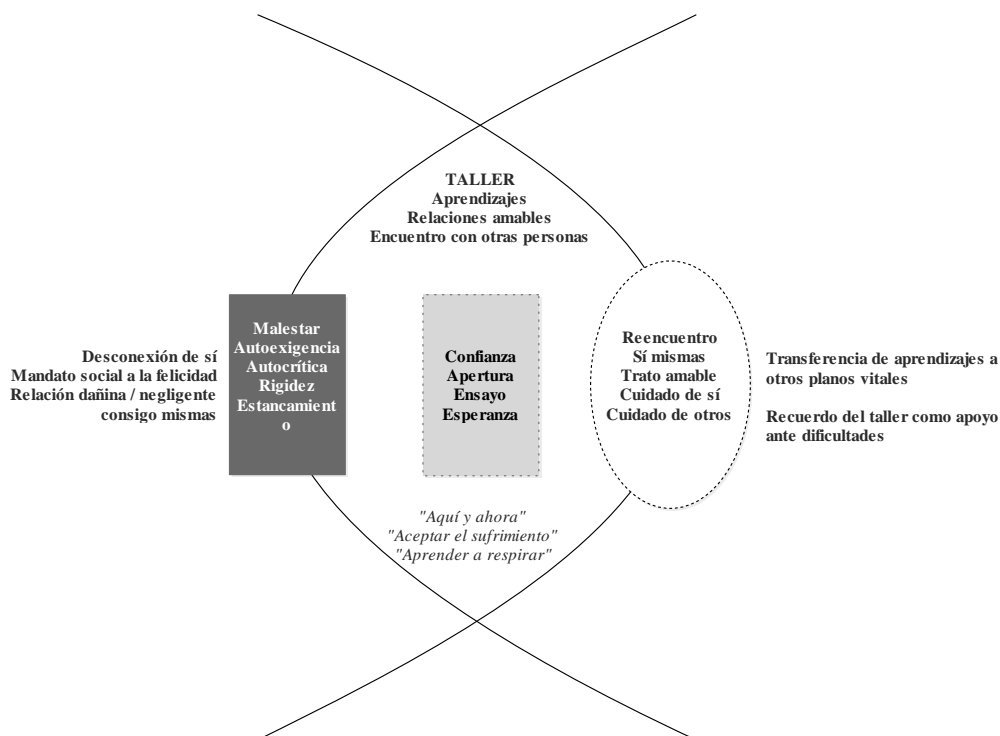 TALLER
Aprendizajes
Relaciones amables
Encuentro con otras personas
Desconexión de sí
Mandato social a la felicidad
Relación dañina / negligente
consigo mismas
Malestar
Autoexigencia
Autocrítica
Rigidez
Estancamient
o
Confianza
Apertura
Ensayo
Esperanza
Reencuentro
Sí mismas
Trato amable
Cuidado de sí
Cuidado de otros
Transferencia de aprendizajes a
otros planos vitales
Recuerdo del taller como apoyo
ante dificultades
"Aquí y ahora"
"Aceptar el sufrimiento"
"Aprender a respirar"